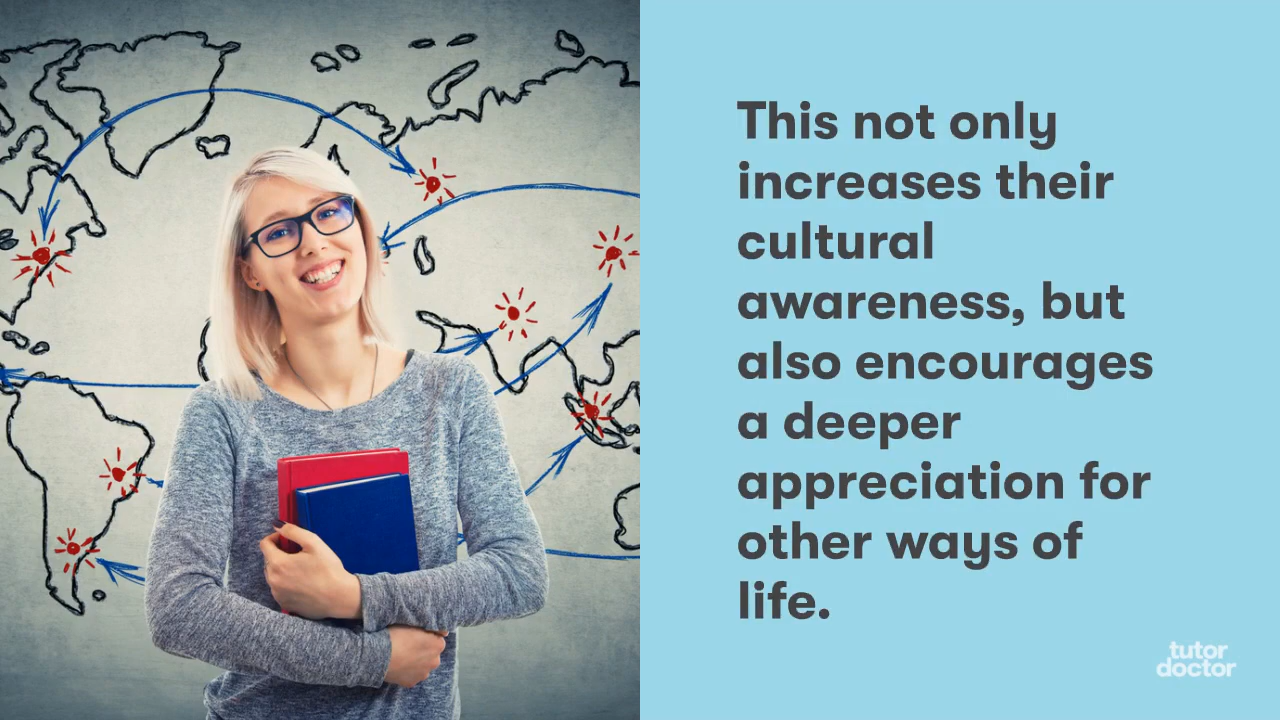 This not only
increases their
cultural
awareness, but
also encourages
a deeper
appreciation for
other ways of
life.
tutor
doctor